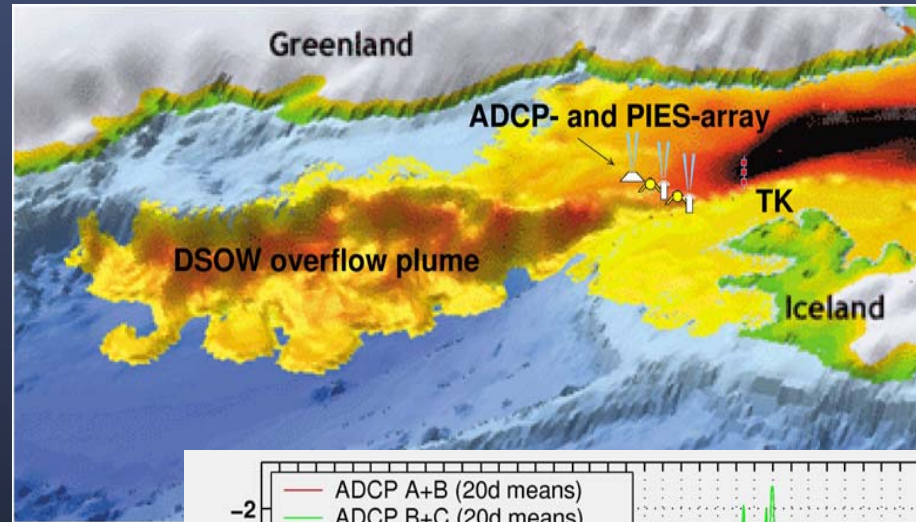 Greenland
ADCP- and PIES-array
TK
DSOW overflow plume
Iceland
ADCP A+B (20d means)
−2
ADCP B+C (20d means)